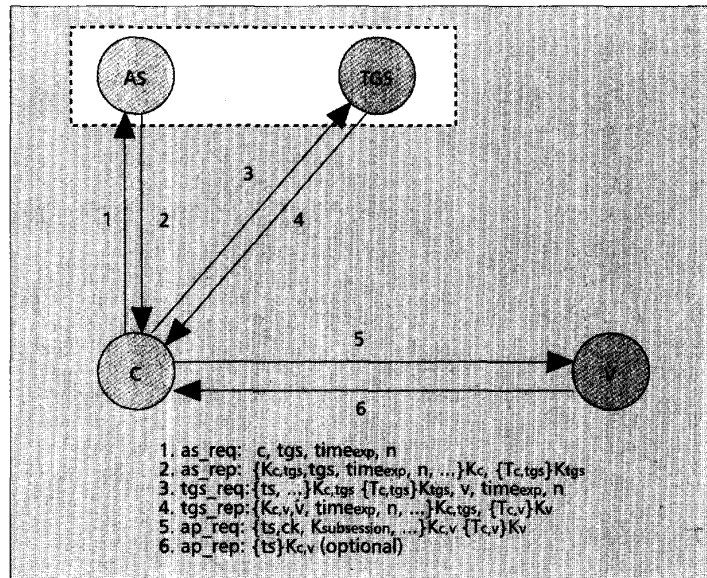 AS
TGS
3
1
2
4
C
5
V
6
1. as_req: c, tgs, timeexp, n
2. as_rep: {Kc,tgs,tgs, timeexp, n, ...}Kc, {Tc,tgs}Ktgs
3. tgs_req:{ts, ...}Kc,tgs {Tc,tgs}Ktgs, v, timeexp, n
4. tgs_rep:{Kc,v,v, timeexp, n, ...}Kc,tgs, {Tc,v}Kv
5. ap_req: {ts,ck, Ksubsession, ...}Kc,v {Tc,v}Kv
6. ap_rep: {ts}Kc,v (optional)